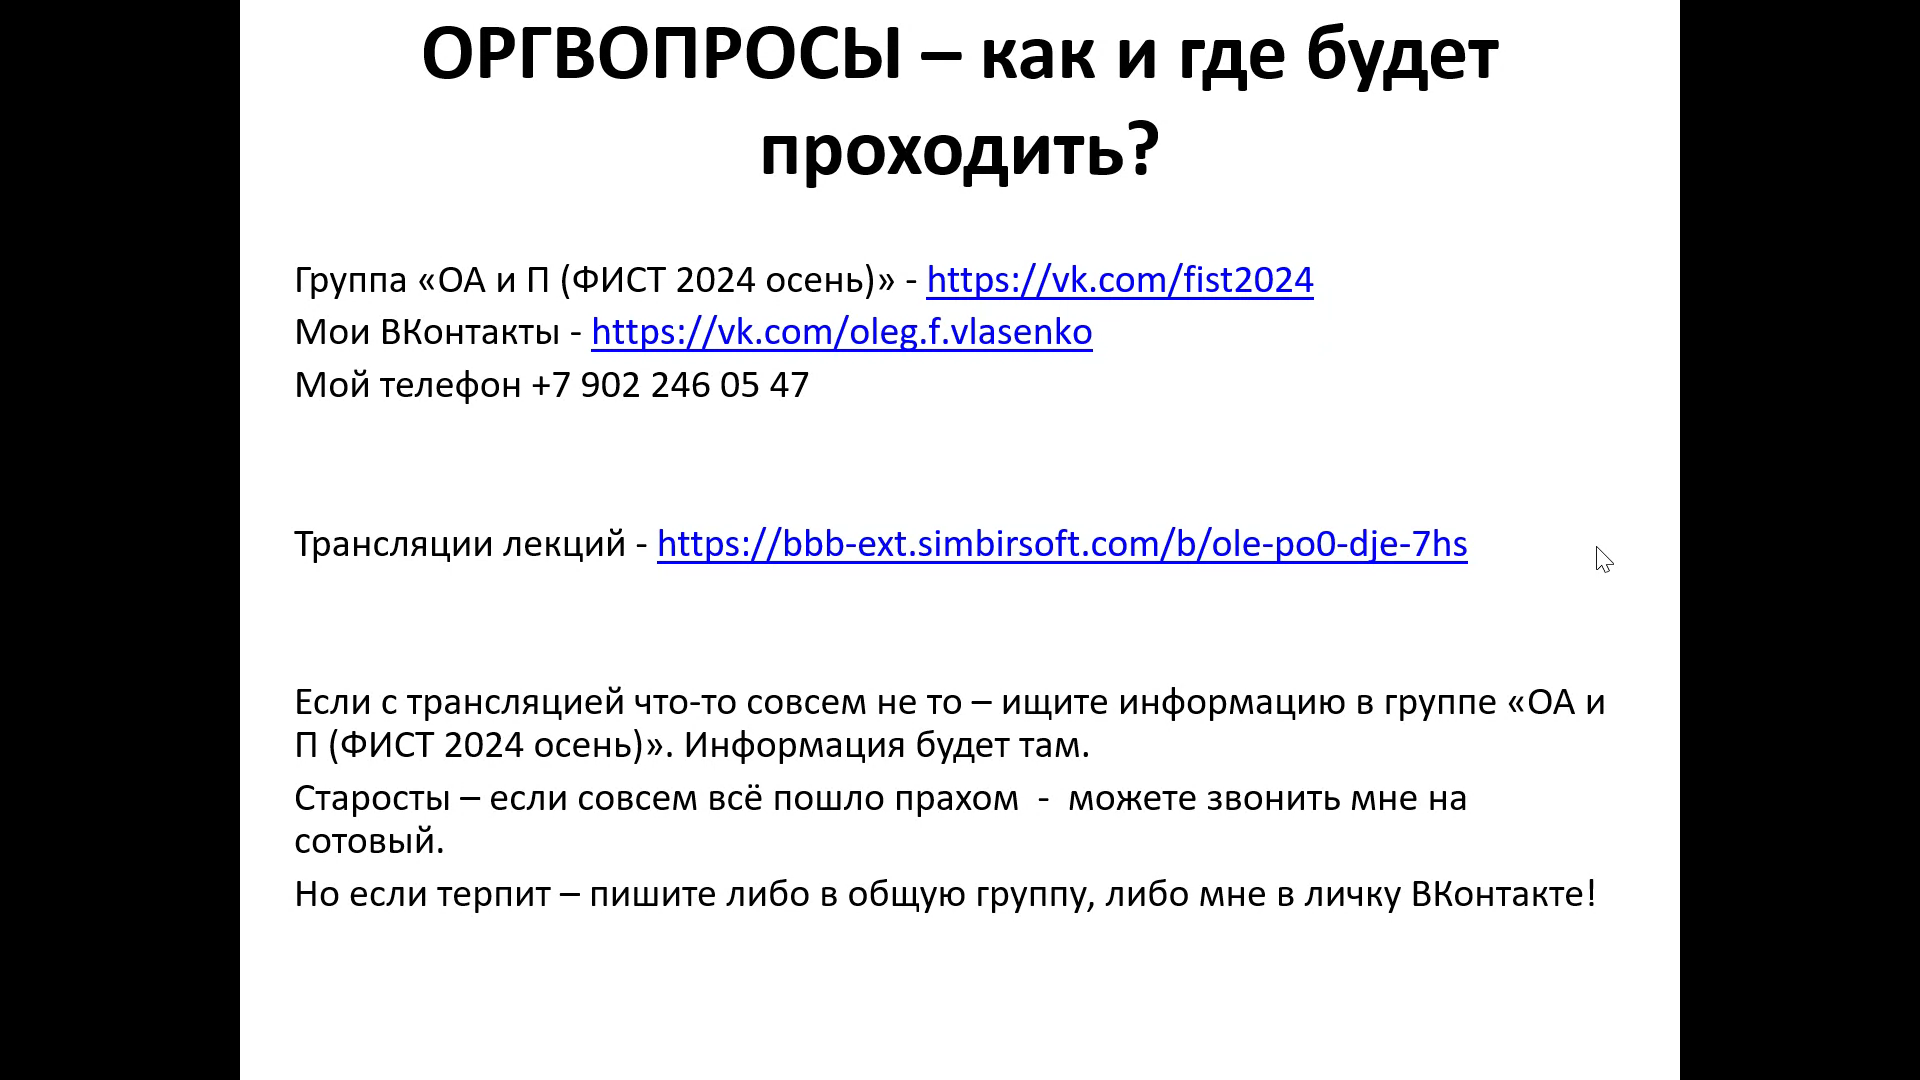 ОРГВОПРОСЫ – как и где будет
проходить?
Группа «ОА и П (ФИСТ 2024 осень)» - https://vk.com/fist2024
Мои ВКонтакты - https://vk.com/oleg.f.vlasenko
Мой телефон +7 902 246 05 47
Трансляции лекций - https://bbb-ext.simbirsoft.com/b/ole-po0-dje-7hs
Если с трансляцией что-то совсем не то – ищите информацию в группе «ОА и
П (ФИСТ 2024 осень)». Информация будет там.
Старосты – если совсем всё пошло прахом  -  можете звонить мне на
сотовый.
Но если терпит – пишите либо в общую группу, либо мне в личку ВКонтакте!